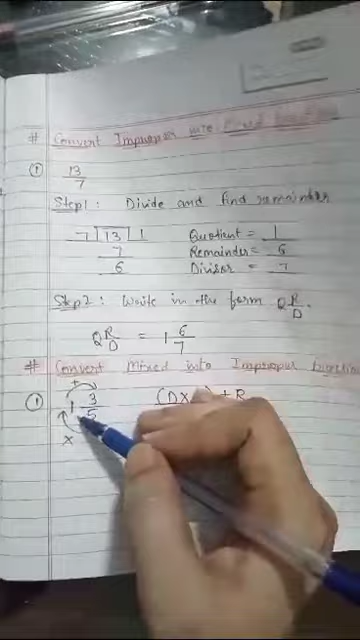 # Convert Improper into Mixed fraction
① 13/7
Step1: Divide and find remainder
7 13 1 Quotient = 1
7 Remainder = 6
6 Divisor = 7
Step2: Write in the form Q R/D.
Q R/D = 1 6/7
# Convert Mixed into Improper
+
① 1 3/5 (D× ) + R
×